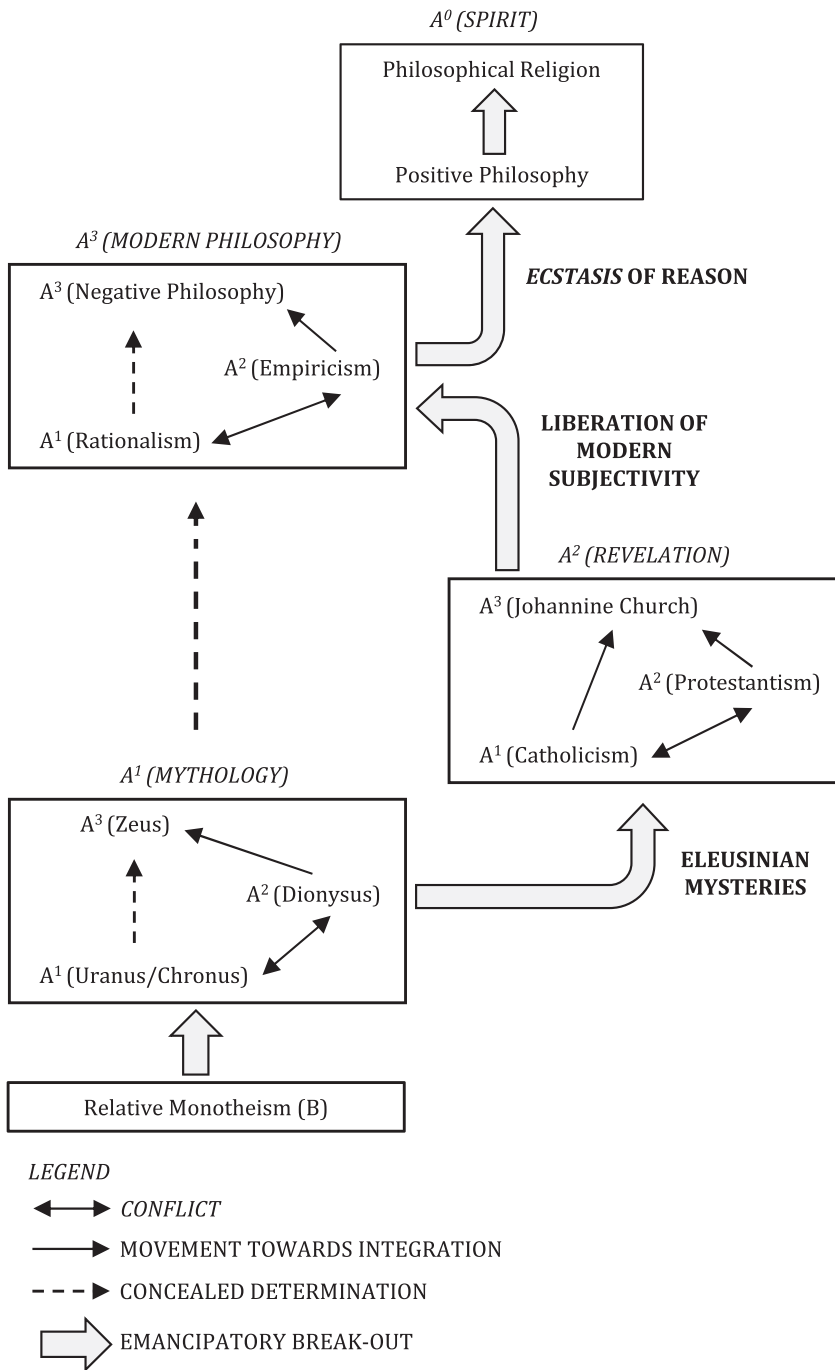 A⁰ (SPIRIT)
Philosophical Religion
Positive Philosophy
A³ (MODERN PHILOSOPHY)
A³ (Negative Philosophy)
A² (Empiricism)
A¹ (Rationalism)
ECSTASIS OF REASON
LIBERATION OF
MODERN
SUBJECTIVITY
A² (REVELATION)
A³ (Johannine Church)
A² (Protestantism)
A¹ (Catholicism)
A¹ (MYTHOLOGY)
A³ (Zeus)
A² (Dionysus)
A¹ (Uranus/Chronus)
ELEUSINIAN
MYSTERIES
Relative Monotheism (B)
LEGEND
CONFLICT
MOVEMENT TOWARDS INTEGRATION
CONCEALED DETERMINATION
EMANCIPATORY BREAK-OUT